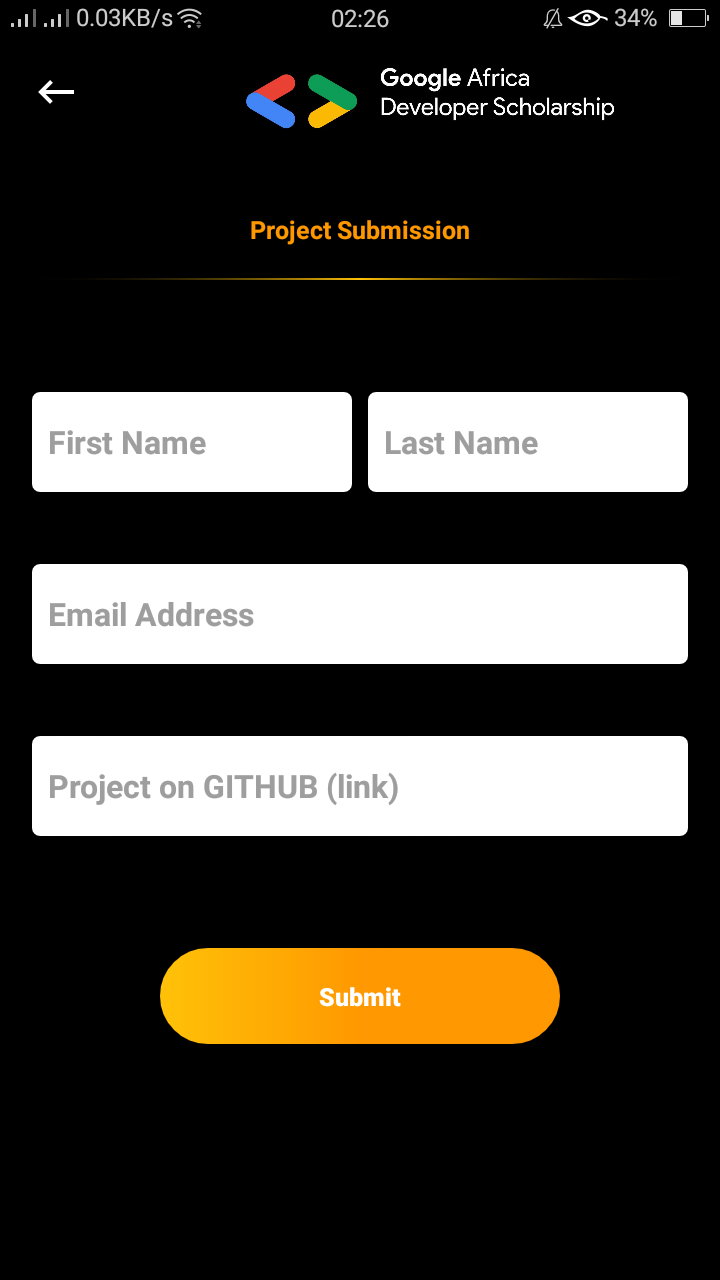 0.03KB/s 02:26 34%
Google Africa
Developer Scholarship
Project Submission
First Name Last Name
Email Address
Project on GITHUB (link)
Submit